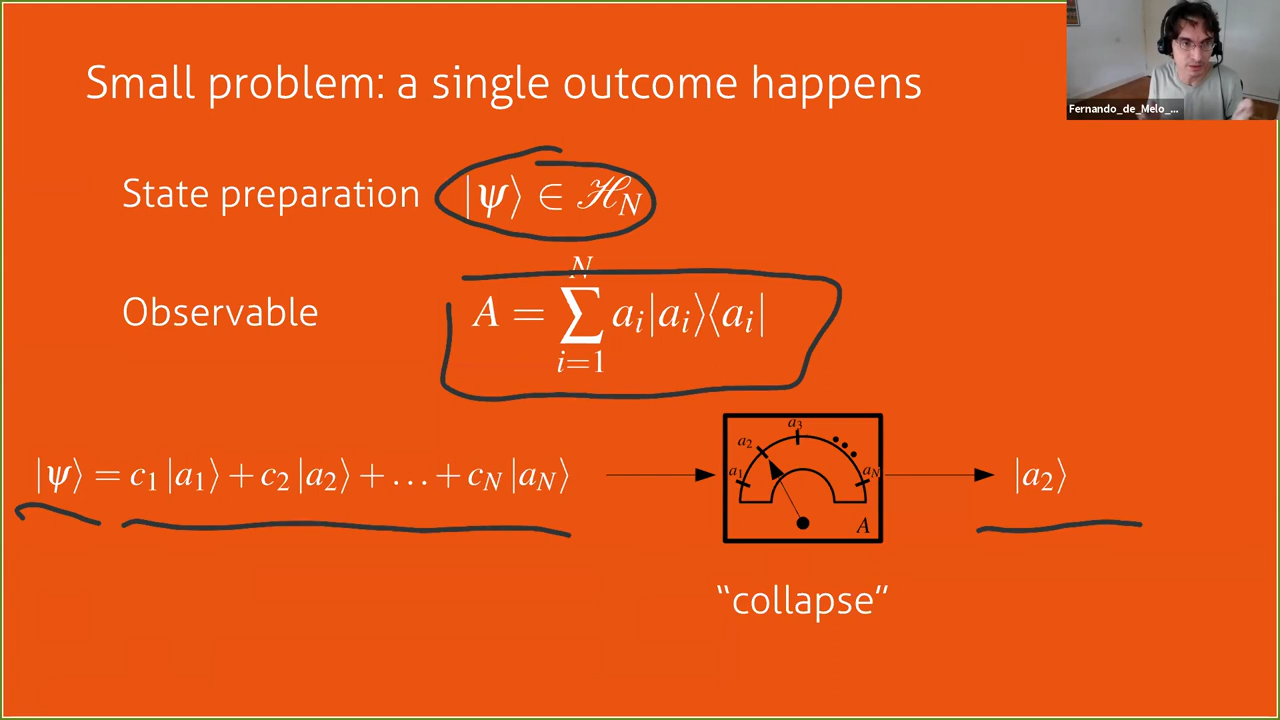 Small problem: a single outcome happens
Fernando_de_Melo_...
State preparation |ψ⟩ ∈ ℋ_N
Observable A = ∑_{i=1}^{N} a_i|a_i⟩⟨a_i|
|ψ⟩ = c_1|a_1⟩ + c_2|a_2⟩ + … + c_N|a_N⟩
a_1 a_2 a_3 a_N
A
|a_2⟩
“collapse”